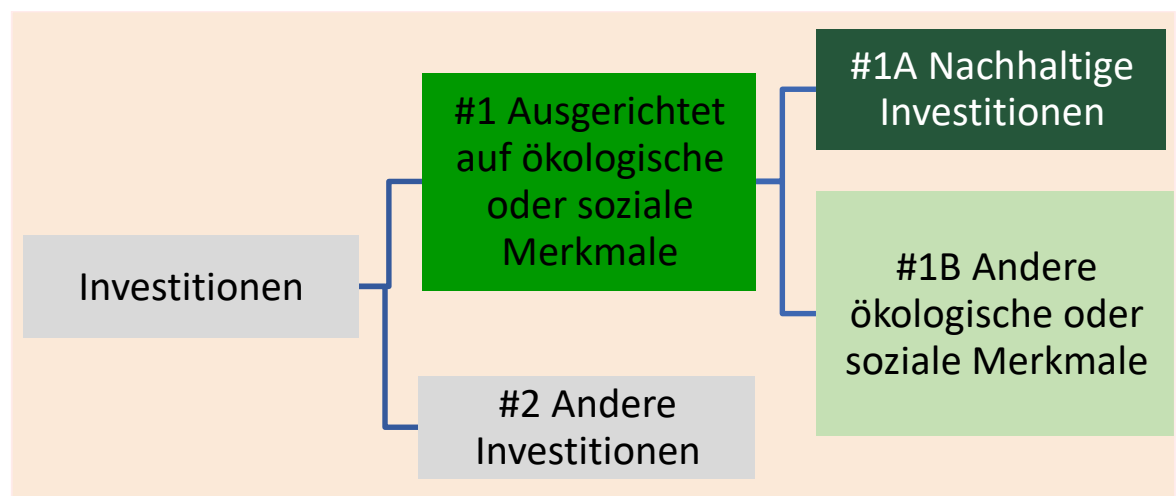 Investitionen
#1 Ausgerichtet
auf ökologische
oder soziale
Merkmale
#2 Andere
Investitionen
#1A Nachhaltige
Investitionen
#1B Andere
ökologische oder
soziale Merkmale